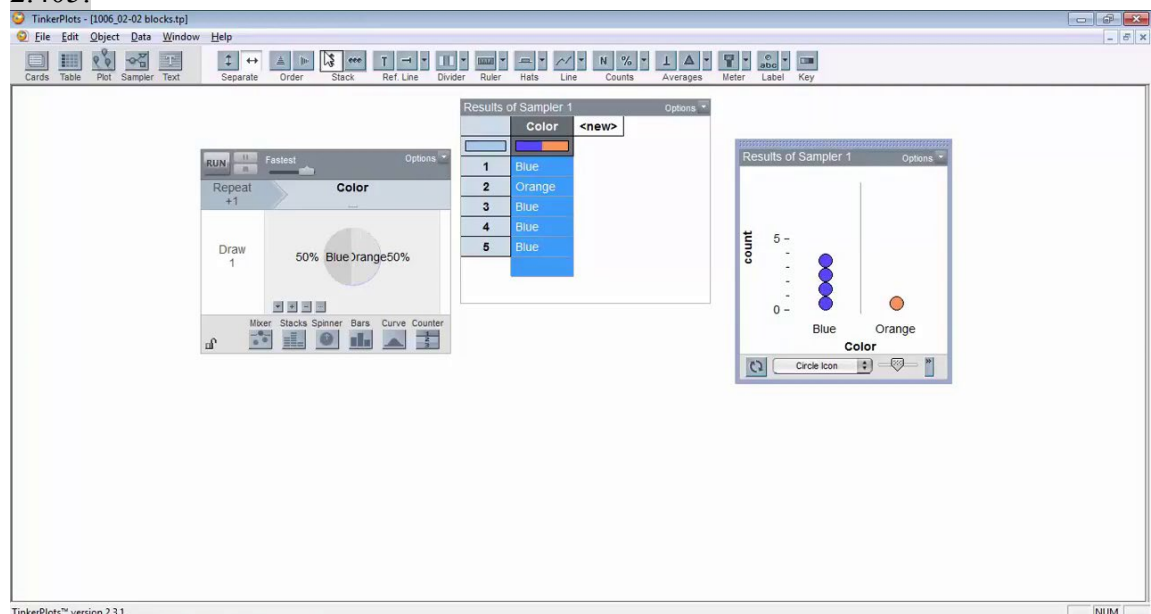 TinkerPlots - [1006_02-02 blocks.tp]
File Edit Object Data Window Help
Cards Table Plot Sampler Text Separate Order Stack Ref. Line Divider Ruler Hats Line Counts Averages Meter Label Key
RUN Fastest Options
Repeat +1 Color
Draw 1
50% Blue Orange 50%
Mixer Stacks Spinner Bars Curve Counter
Results of Sampler 1 Options
Color <new>
1 Blue
2 Orange
3 Blue
4 Blue
5 Blue
Results of Sampler 1 Options
count
5
0
Blue Orange
Color
Circle Icon
TinkerPlots™ version 2.3.1 NUM